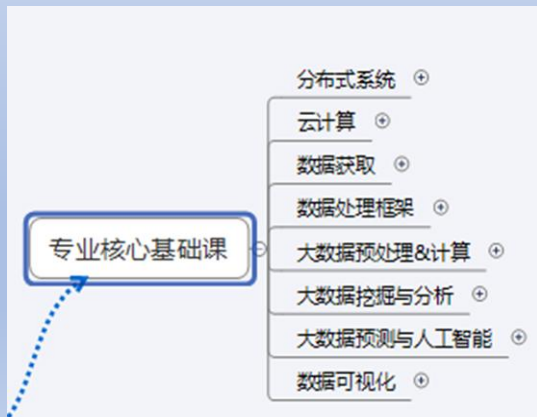 分布式系统
云计算
数据获取
数据处理框架
专业核心基础课
大数据预处理&计算
大数据挖掘与分析
大数据预测与人工智能
数据可视化